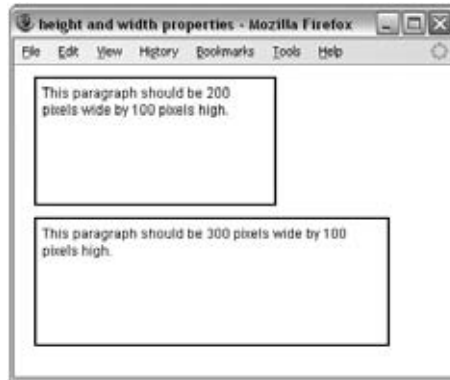 height and width properties - Mozilla Firefox
File Edit View History Bookmarks Tools Help
This paragraph should be 200
pixels wide by 100 pixels high.
This paragraph should be 300 pixels wide by 100
pixels high.